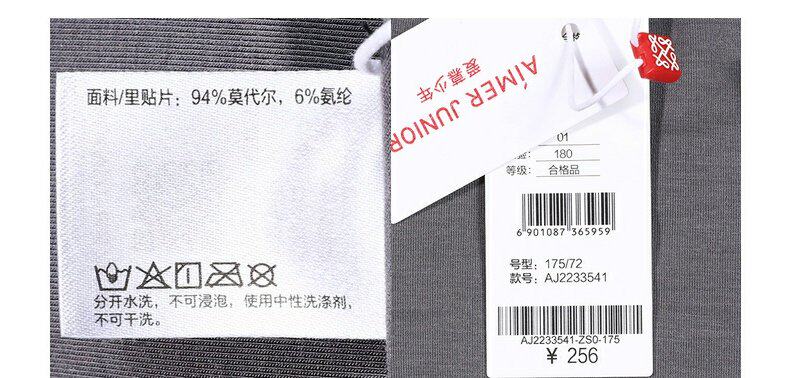 面料/里贴片：94%莫代尔，6%氨纶
分开水洗，不可浸泡，使用中性洗涤剂，
不可干洗。
AIMER JUNIOR
爱慕少年
01
180
等级：合格品
6 901087 365959
号型：175/72
款号：AJ2233541
AJ2233541-ZS0-175
¥ 256